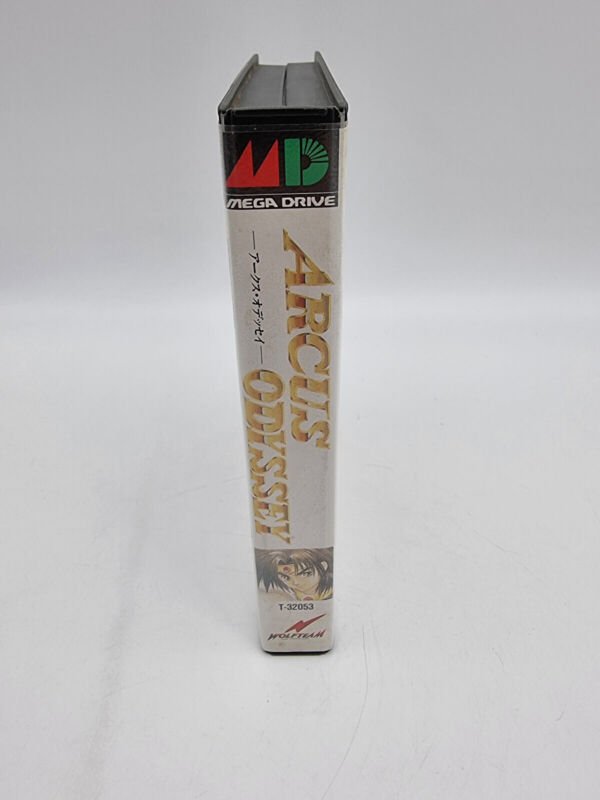 MD
MEGA DRIVE
ARCUS
ODYSSEY
—アークス・オデッセイ—
T-32053
WOLFTEAM